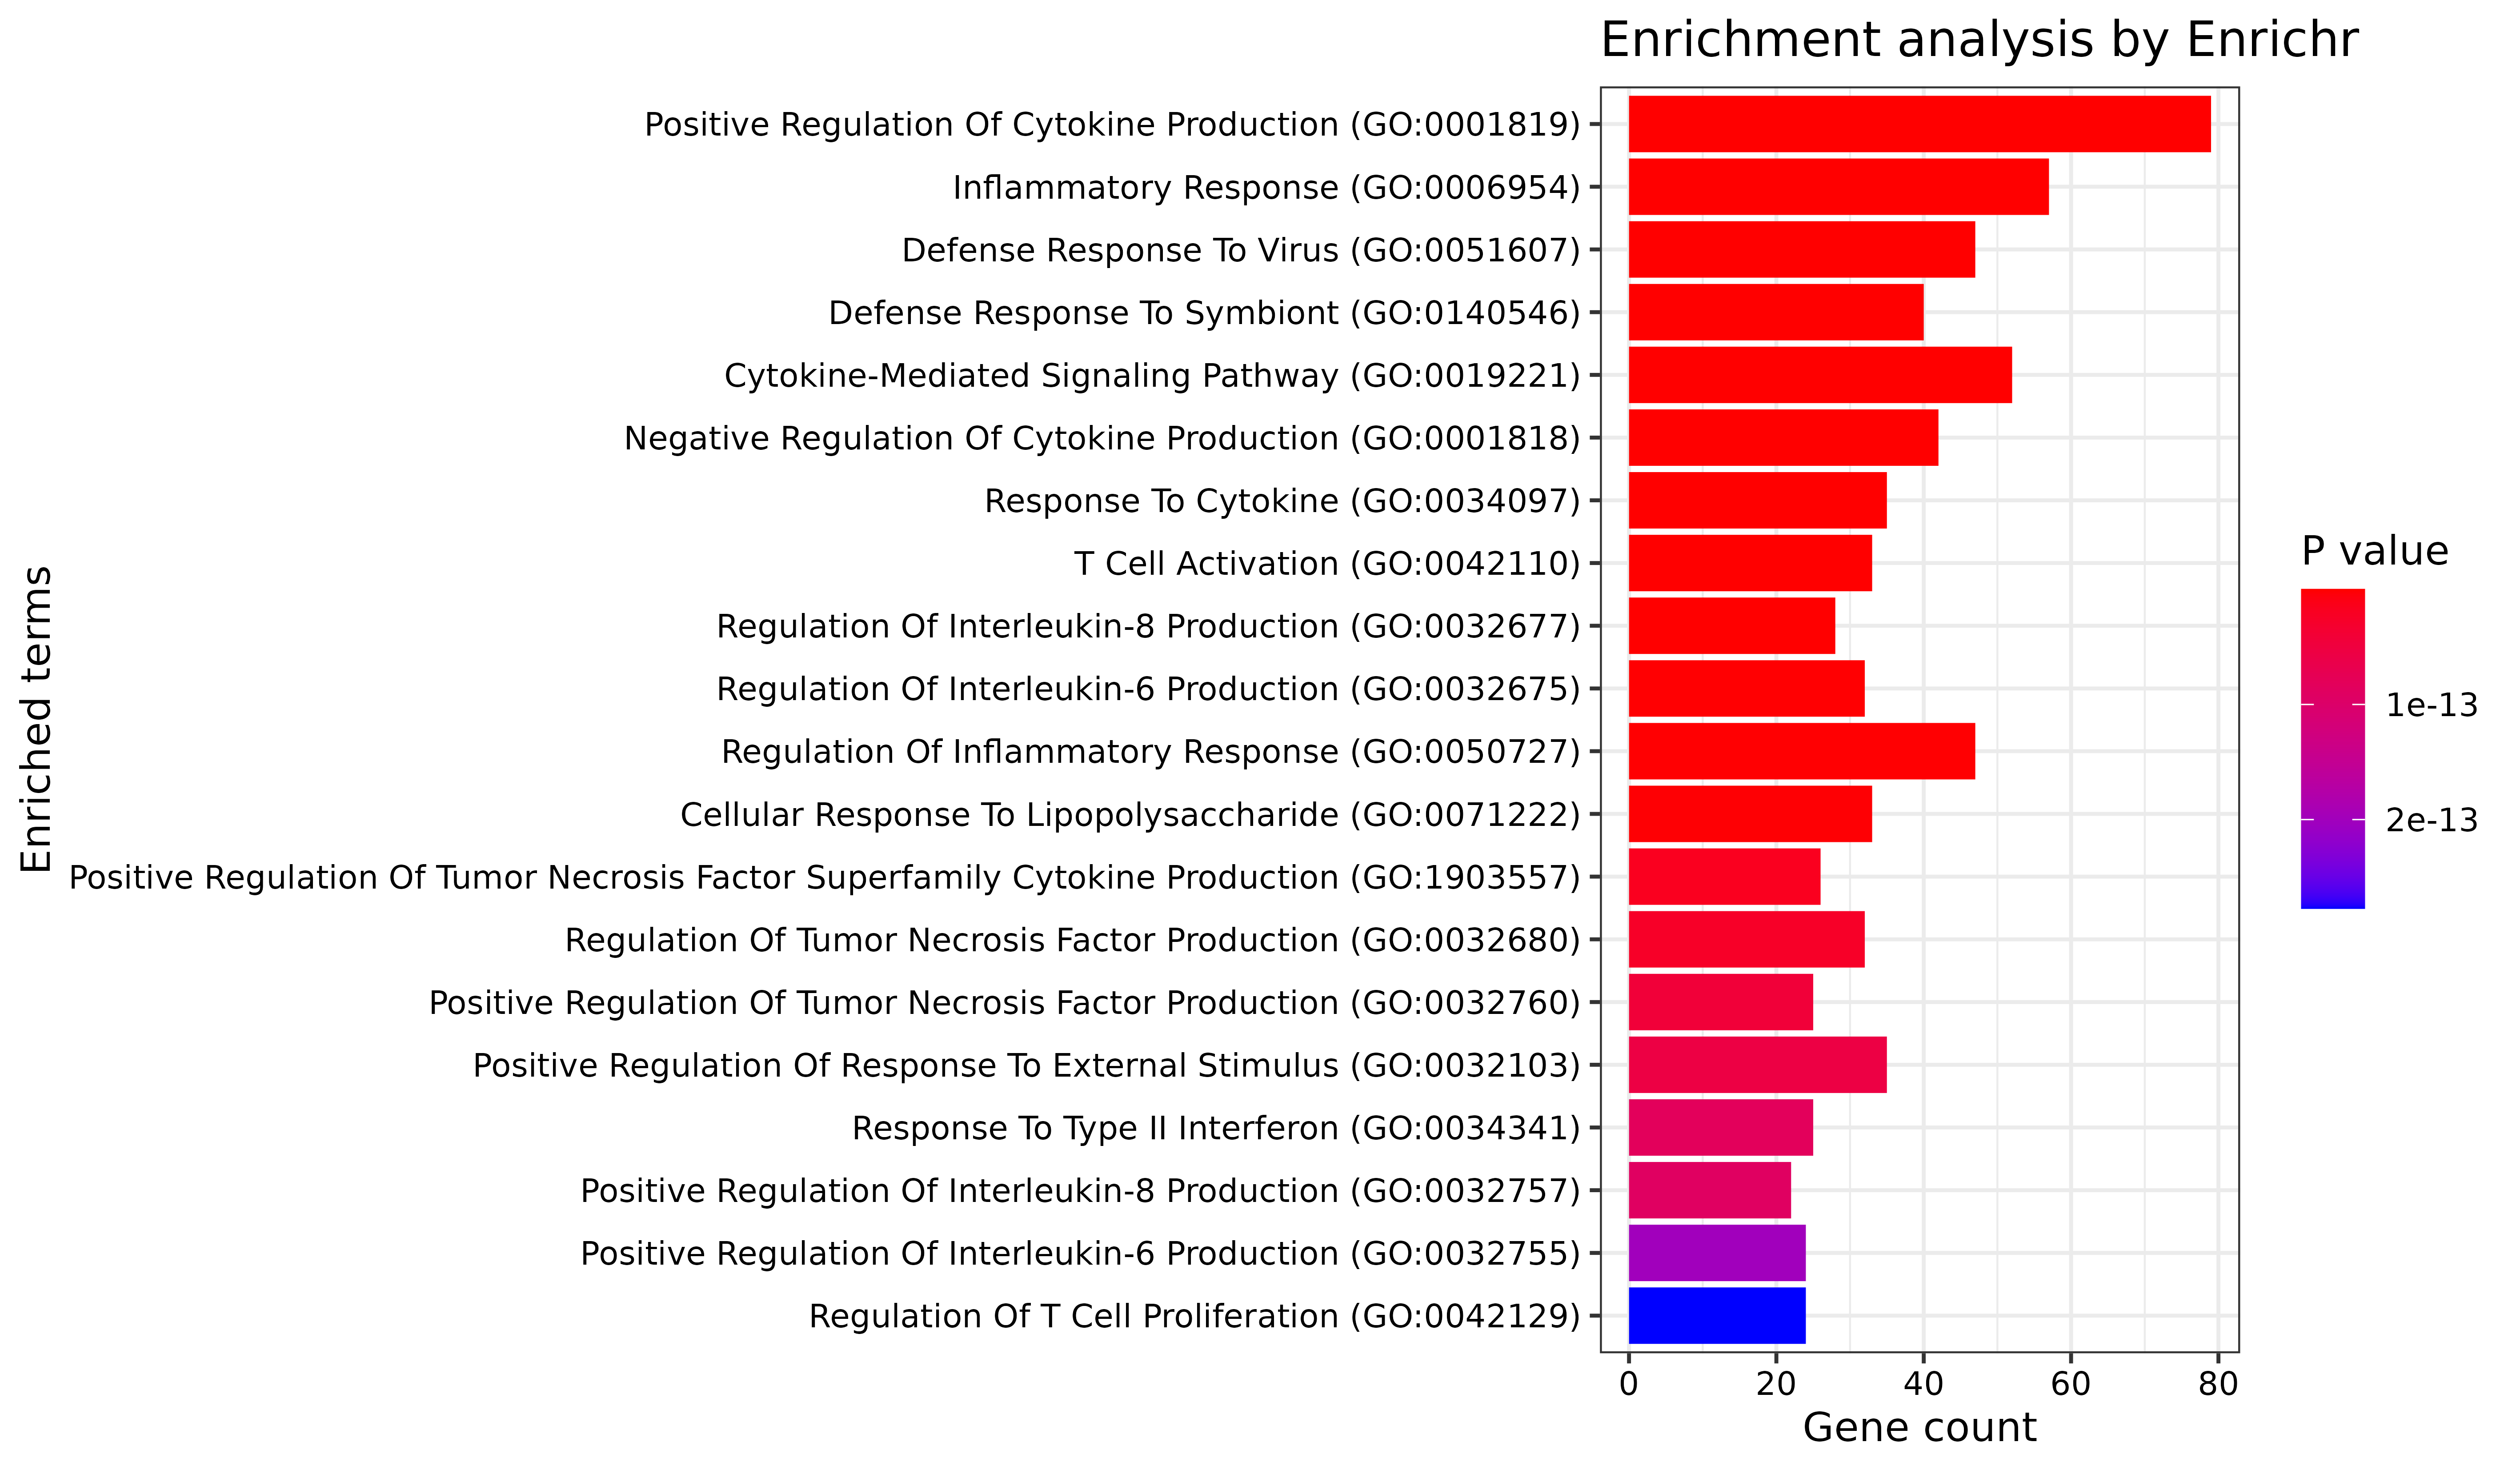 Enrichment analysis by Enrichr
Enriched terms
Positive Regulation Of Cytokine Production (GO:0001819)
Inflammatory Response (GO:0006954)
Defense Response To Virus (GO:0051607)
Defense Response To Symbiont (GO:0140546)
Cytokine-Mediated Signaling Pathway (GO:0019221)
Negative Regulation Of Cytokine Production (GO:0001818)
Response To Cytokine (GO:0034097)
T Cell Activation (GO:0042110)
Regulation Of Interleukin-8 Production (GO:0032677)
Regulation Of Interleukin-6 Production (GO:0032675)
Regulation Of Inflammatory Response (GO:0050727)
Cellular Response To Lipopolysaccharide (GO:0071222)
Positive Regulation Of Tumor Necrosis Factor Superfamily Cytokine Production (GO:1903557)
Regulation Of Tumor Necrosis Factor Production (GO:0032680)
Positive Regulation Of Tumor Necrosis Factor Production (GO:0032760)
Positive Regulation Of Response To External Stimulus (GO:0032103)
Response To Type II Interferon (GO:0034341)
Positive Regulation Of Interleukin-8 Production (GO:0032757)
Positive Regulation Of Interleukin-6 Production (GO:0032755)
Regulation Of T Cell Proliferation (GO:0042129)
0 20 40 60 80
Gene count
P value
1e-13
2e-13